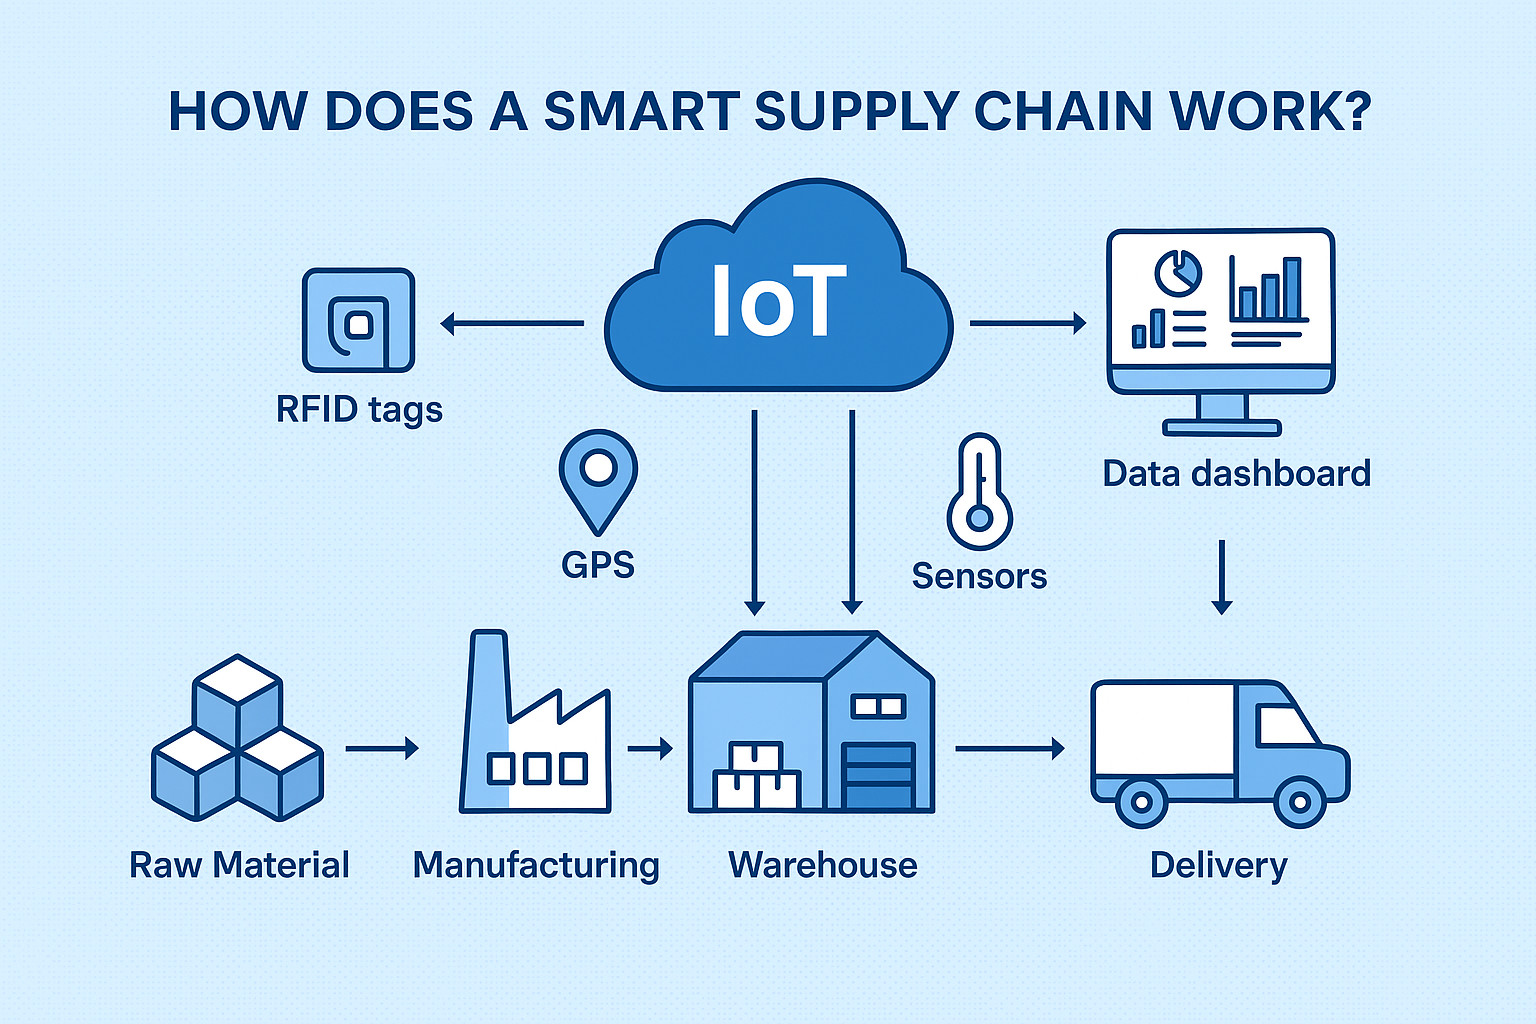 HOW DOES A SMART SUPPLY CHAIN WORK?
IoT
RFID tags
Data dashboard
GPS
Sensors
Raw Material
Manufacturing
Warehouse
Delivery